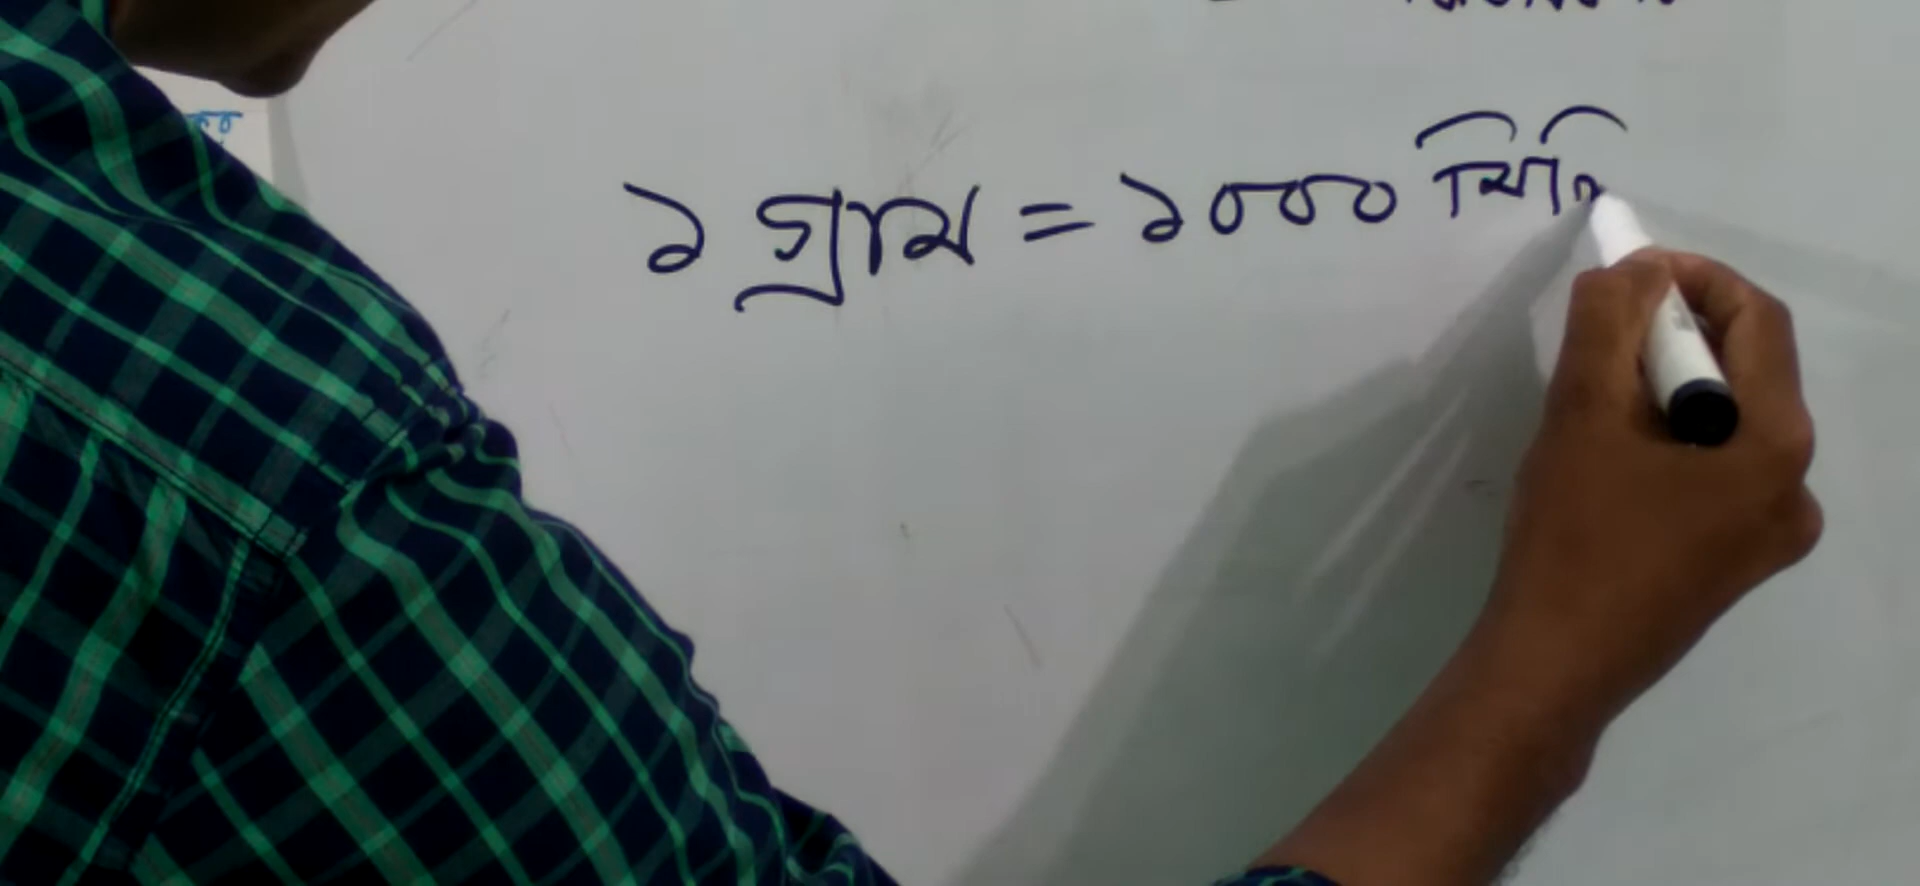 ১ গ্রাম = ১০০০ মিলি